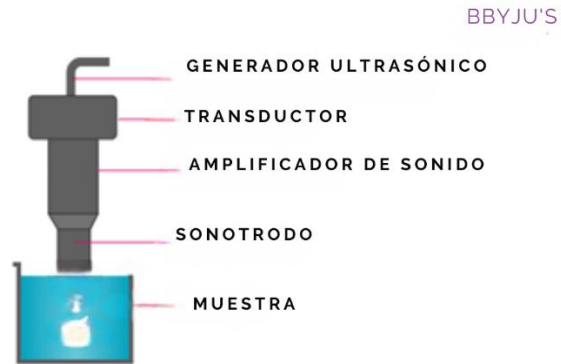 BBYJU'S
GENERADOR ULTRASÓNICO
TRANSDUCTOR
AMPLIFICADOR DE SONIDO
SONOTRODO
MUESTRA